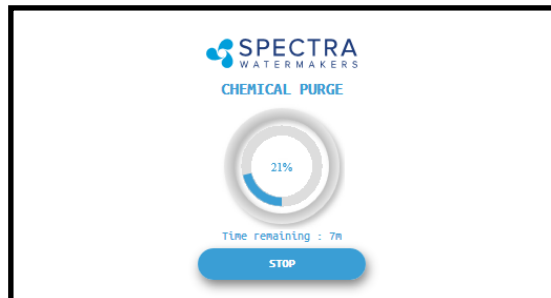 SPECTRA
WATERMAKERS
CHEMICAL PURGE
21%
Time remaining : 7m
STOP